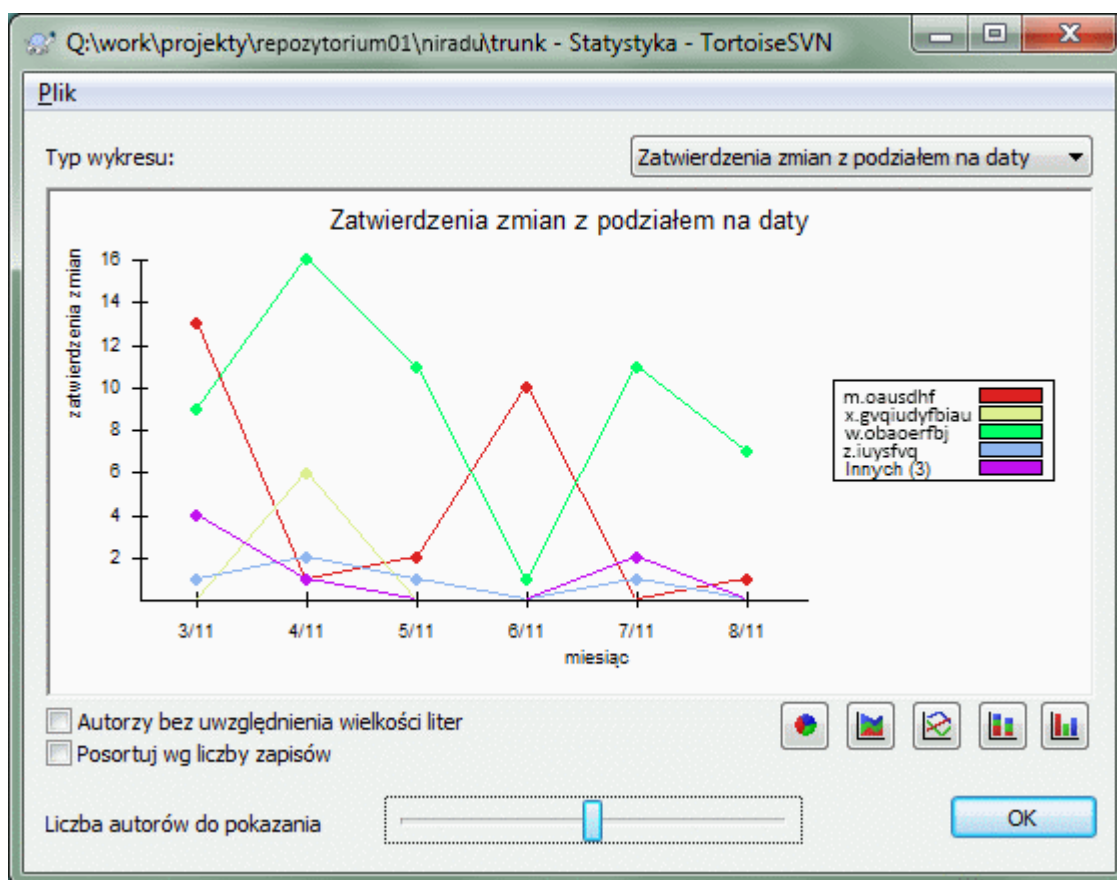 Q:\work\projekty\repozytorium01\niradu\trunk - Statystyka - TortoiseSVN
Plik
Typ wykresu:
Zatwierdzenia zmian z podziałem na daty
Zatwierdzenia zmian z podziałem na daty
zatwierdzenia zmian
16
14
12
10
8
6
4
2
3/11 4/11 5/11 6/11 7/11 8/11
miesiąc
m.oausdhf
x.gvqiudyfbiau
w.obaoerfbj
z.iuysfvq
Innych (3)
Autorzy bez uwzględnienia wielkości liter
Posortuj wg liczby zapisów
Liczba autorów do pokazania
OK